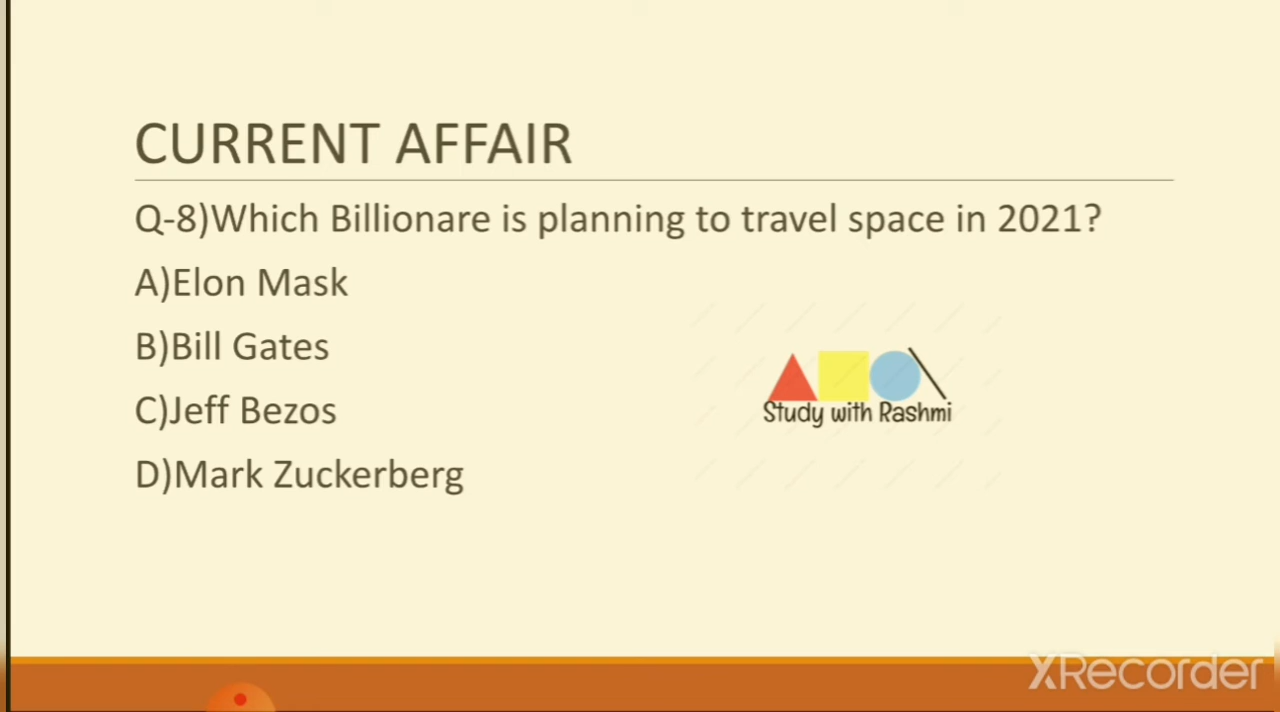 CURRENT AFFAIR
Q-8)Which Billionare is planning to travel space in 2021?
A)Elon Mask
B)Bill Gates
C)Jeff Bezos
D)Mark Zuckerberg
Study with Rashmi
XRecorder